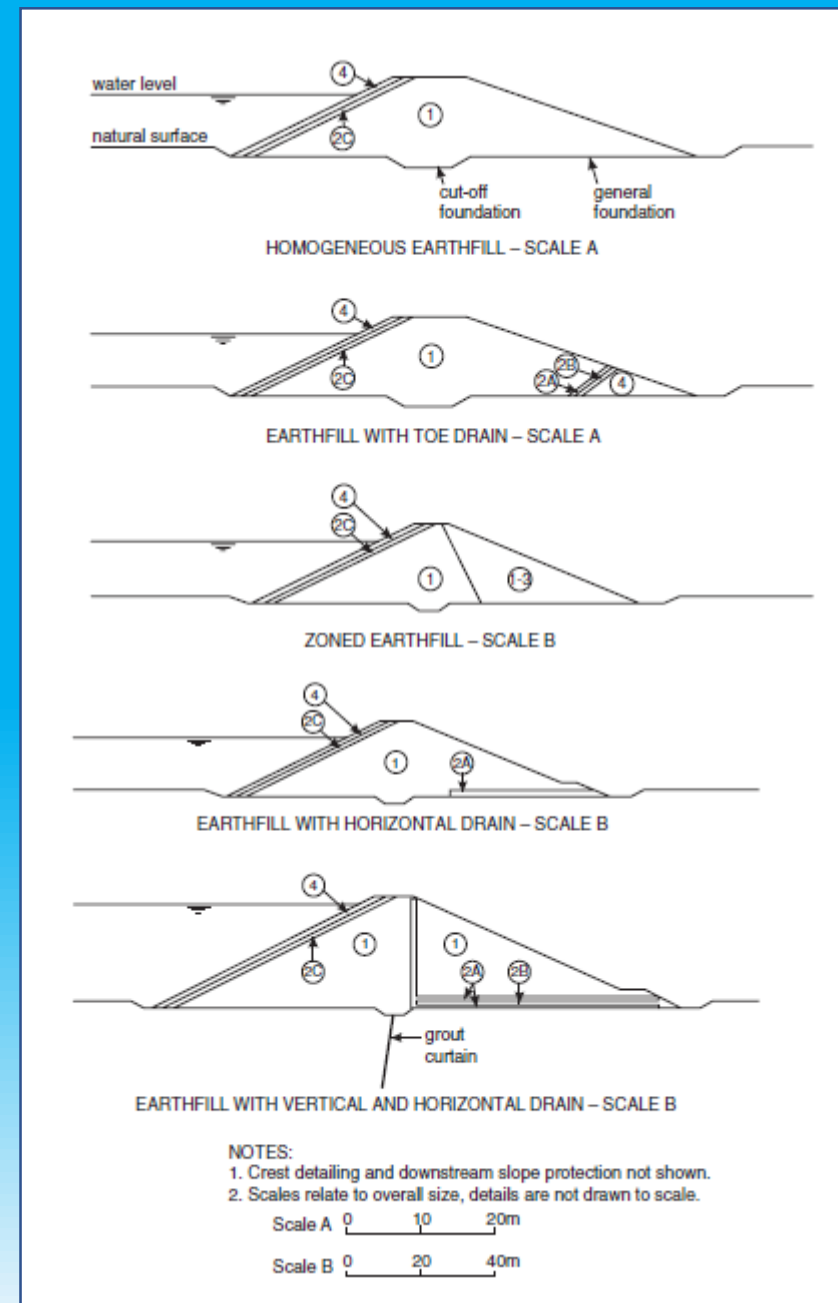 4
water level
1
natural surface
2C
cut-off foundation
general foundation
HOMOGENEOUS EARTHFILL – SCALE A
4
1
2B
2A
2C
4
EARTHFILL WITH TOE DRAIN – SCALE A
4
2C
1
1-3
ZONED EARTHFILL – SCALE B
4
2C
1
2A
EARTHFILL WITH HORIZONTAL DRAIN – SCALE B
4
1
1
2C
2A
2B
grout
curtain
EARTHFILL WITH VERTICAL AND HORIZONTAL DRAIN – SCALE B
NOTES:
1. Crest detailing and downstream slope protection not shown.
2. Scales relate to overall size, details are not drawn to scale.
Scale A 0 10 20m
Scale B 0 20 40m